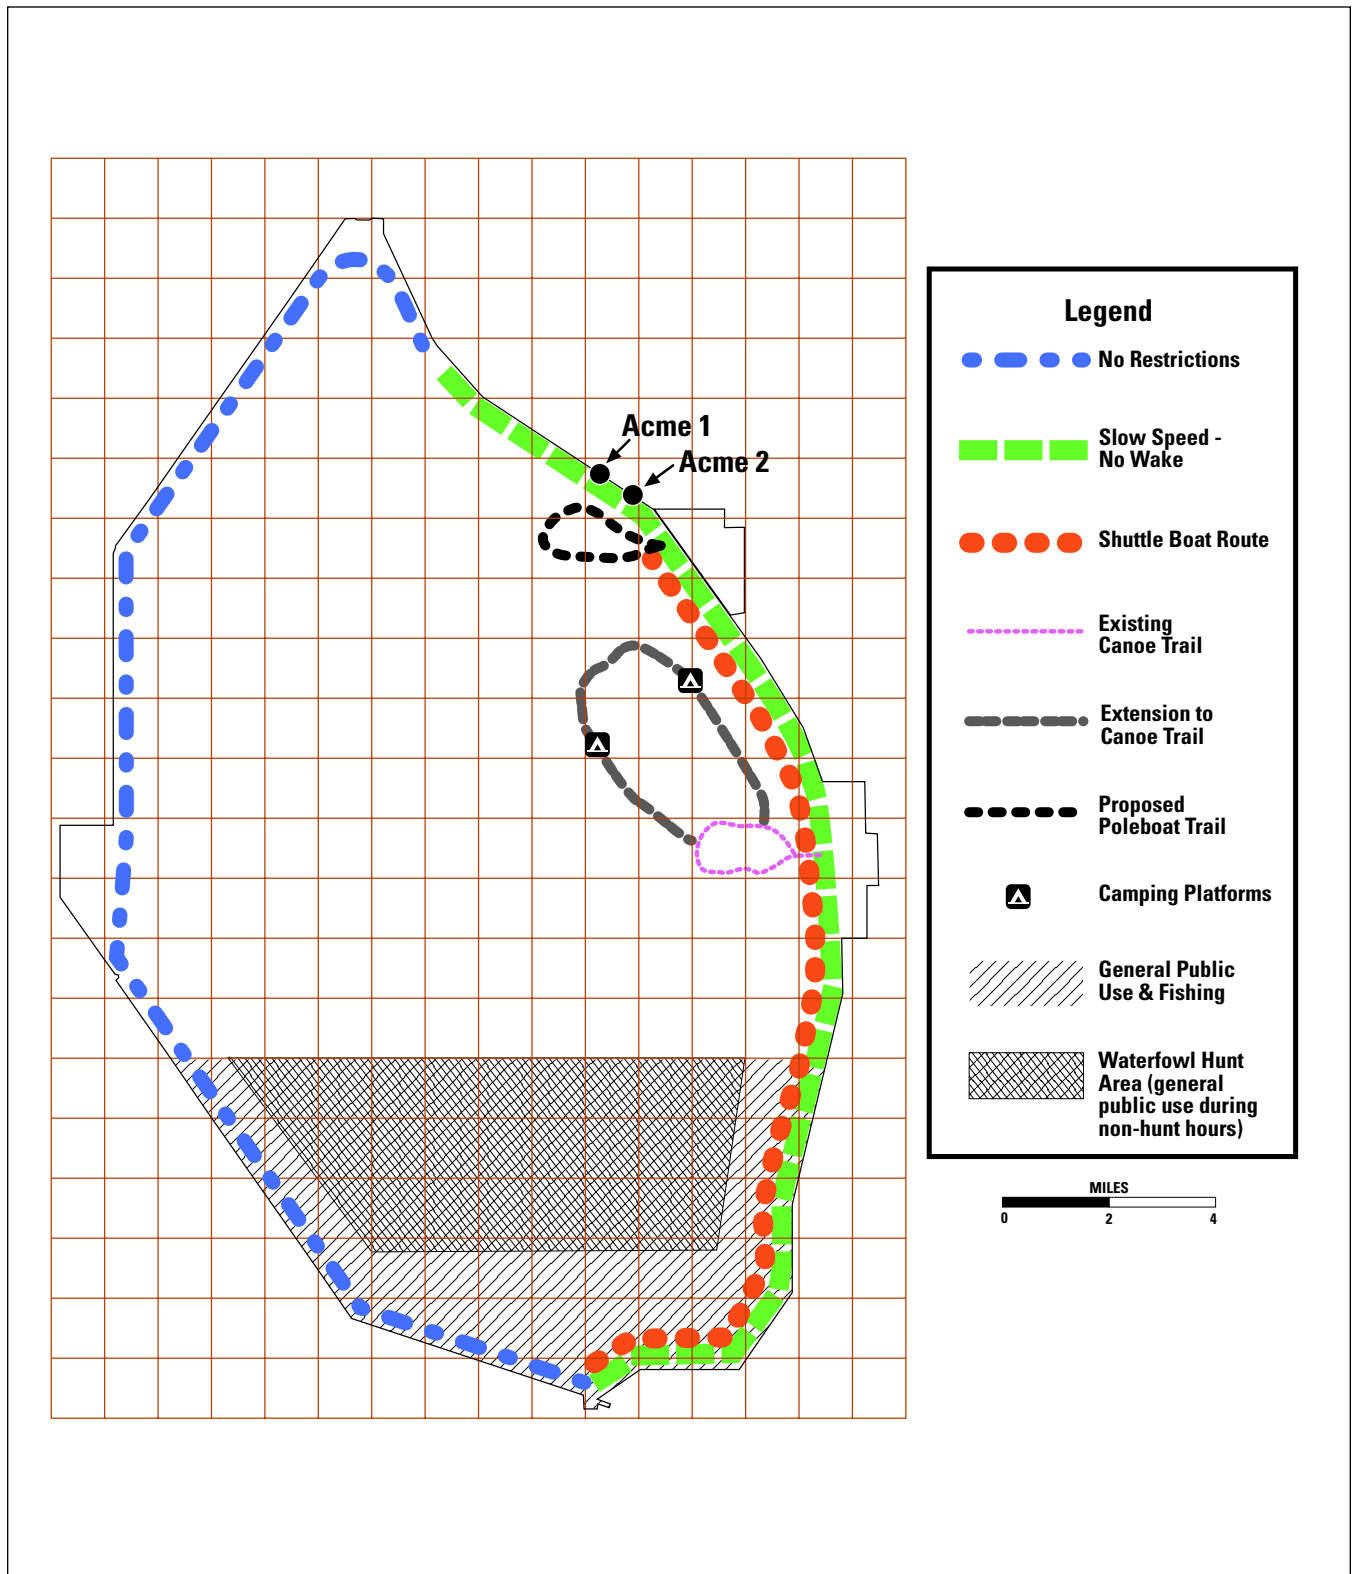 Acme 1
Acme 2
Legend
No Restrictions
Slow Speed -
No Wake
Shuttle Boat Route
Existing
Canoe Trail
Extension to
Canoe Trail
Proposed
Poleboat Trail
Camping Platforms
General Public
Use & Fishing
Waterfowl Hunt
Area (general
public use during
non-hunt hours)
MILES
0 2 4